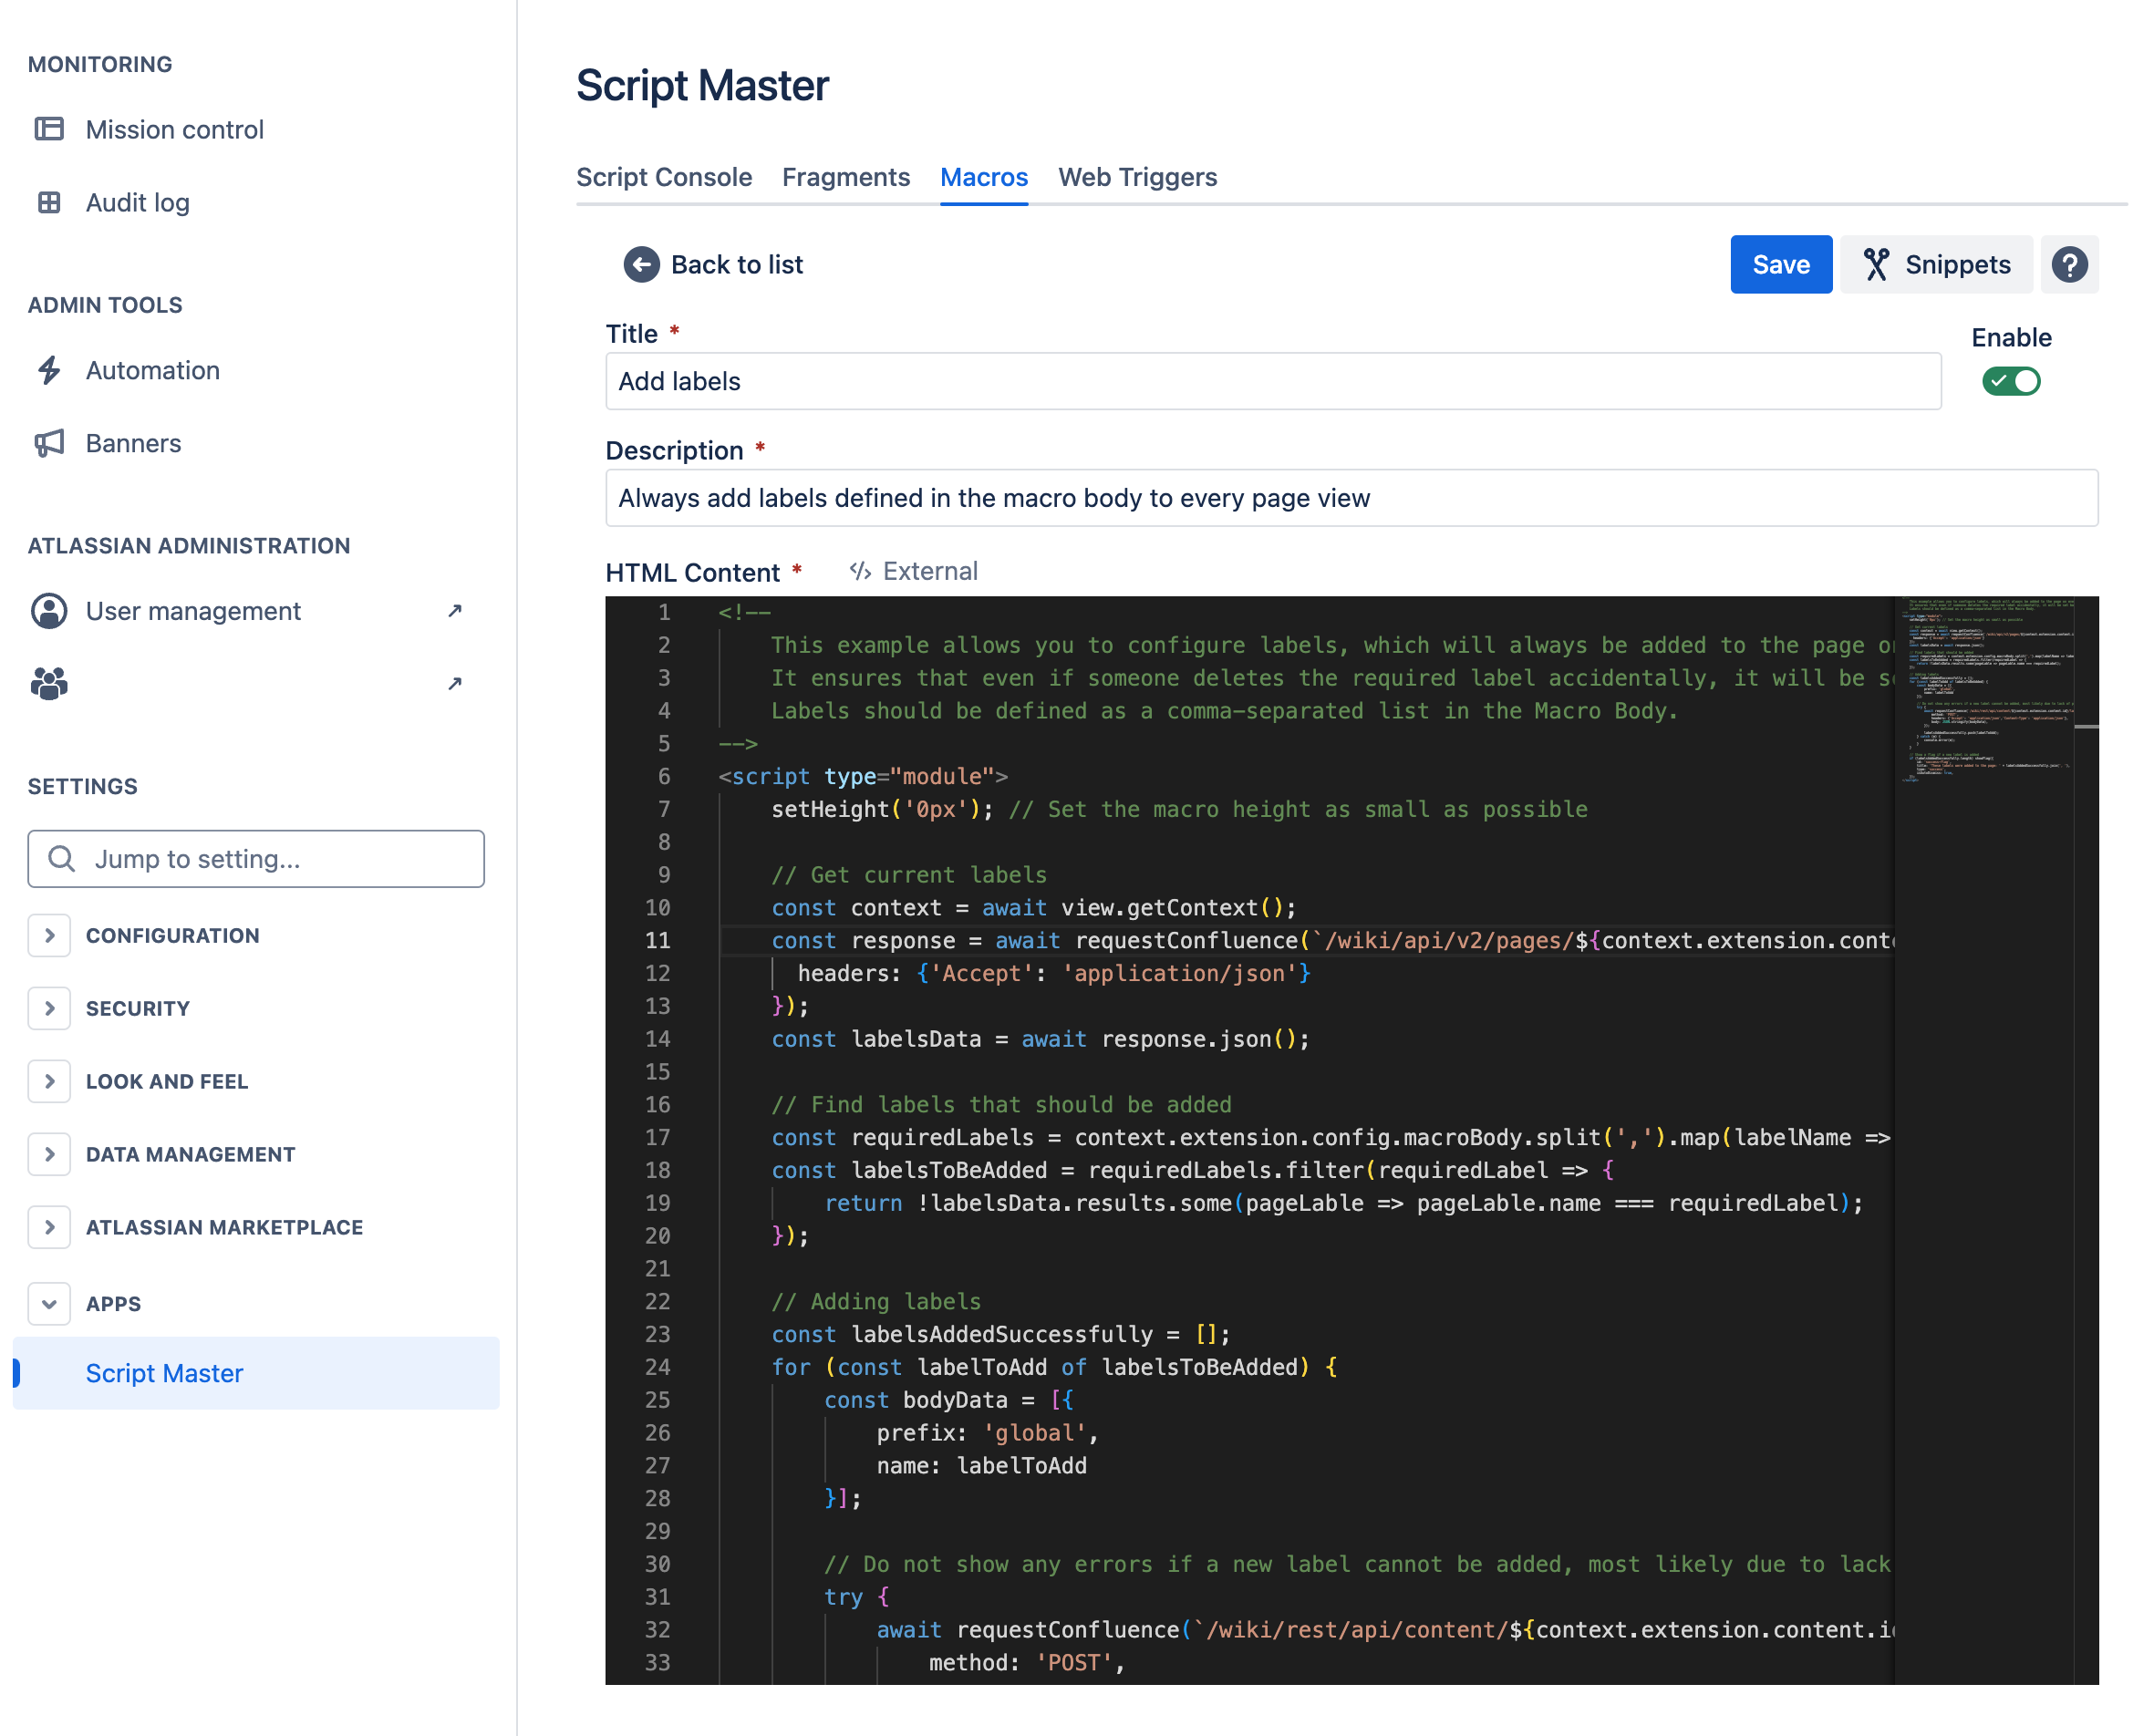 MONITORING
Mission control
Audit log
ADMIN TOOLS
Automation
Banners
ATLASSIAN ADMINISTRATION
User management
SETTINGS
Jump to setting...
CONFIGURATION
SECURITY
LOOK AND FEEL
DATA MANAGEMENT
ATLASSIAN MARKETPLACE
APPS
Script Master
Script Master
Script Console Fragments Macros Web Triggers
Back to list
Save Snippets ?
Title *
Enable
Add labels
Description *
Always add labels defined in the macro body to every page view
HTML Content * </> External
1 <!--
2 This example allows you to configure labels, which will always be added to the page
3 It ensures that even if someone deletes the required label accidentally, it will be
4 Labels should be defined as a comma-separated list in the Macro Body.
5 -->
6 <script type="module">
7 setHeight('0px'); // Set the macro height as small as possible
8
9 // Get current labels
10 const context = await view.getContext();
11 const response = await requestConfluence(`/wiki/api/v2/pages/${context.extension.conte
12 headers: {'Accept': 'application/json'}
13 });
14 const labelsData = await response.json();
15
16 // Find labels that should be added
17 const requiredLabels = context.extension.config.macroBody.split(',').map(labelName =>
18 const labelsToBeAdded = requiredLabels.filter(requiredLabel => {
19 return !labelsData.results.some(pageLable => pageLable.name === requiredLabel);
20 });
21
22 // Adding labels
23 const labelsAddedSuccessfully = [];
24 for (const labelToAdd of labelsToBeAdded) {
25 const bodyData = [{
26 prefix: 'global',
27 name: labelToAdd
28 }];
29
30 // Do not show any errors if a new label cannot be added, most likely due to lack
31 try {
32 await requestConfluence(`/wiki/rest/api/content/${context.extension.content.i
33 method: 'POST',